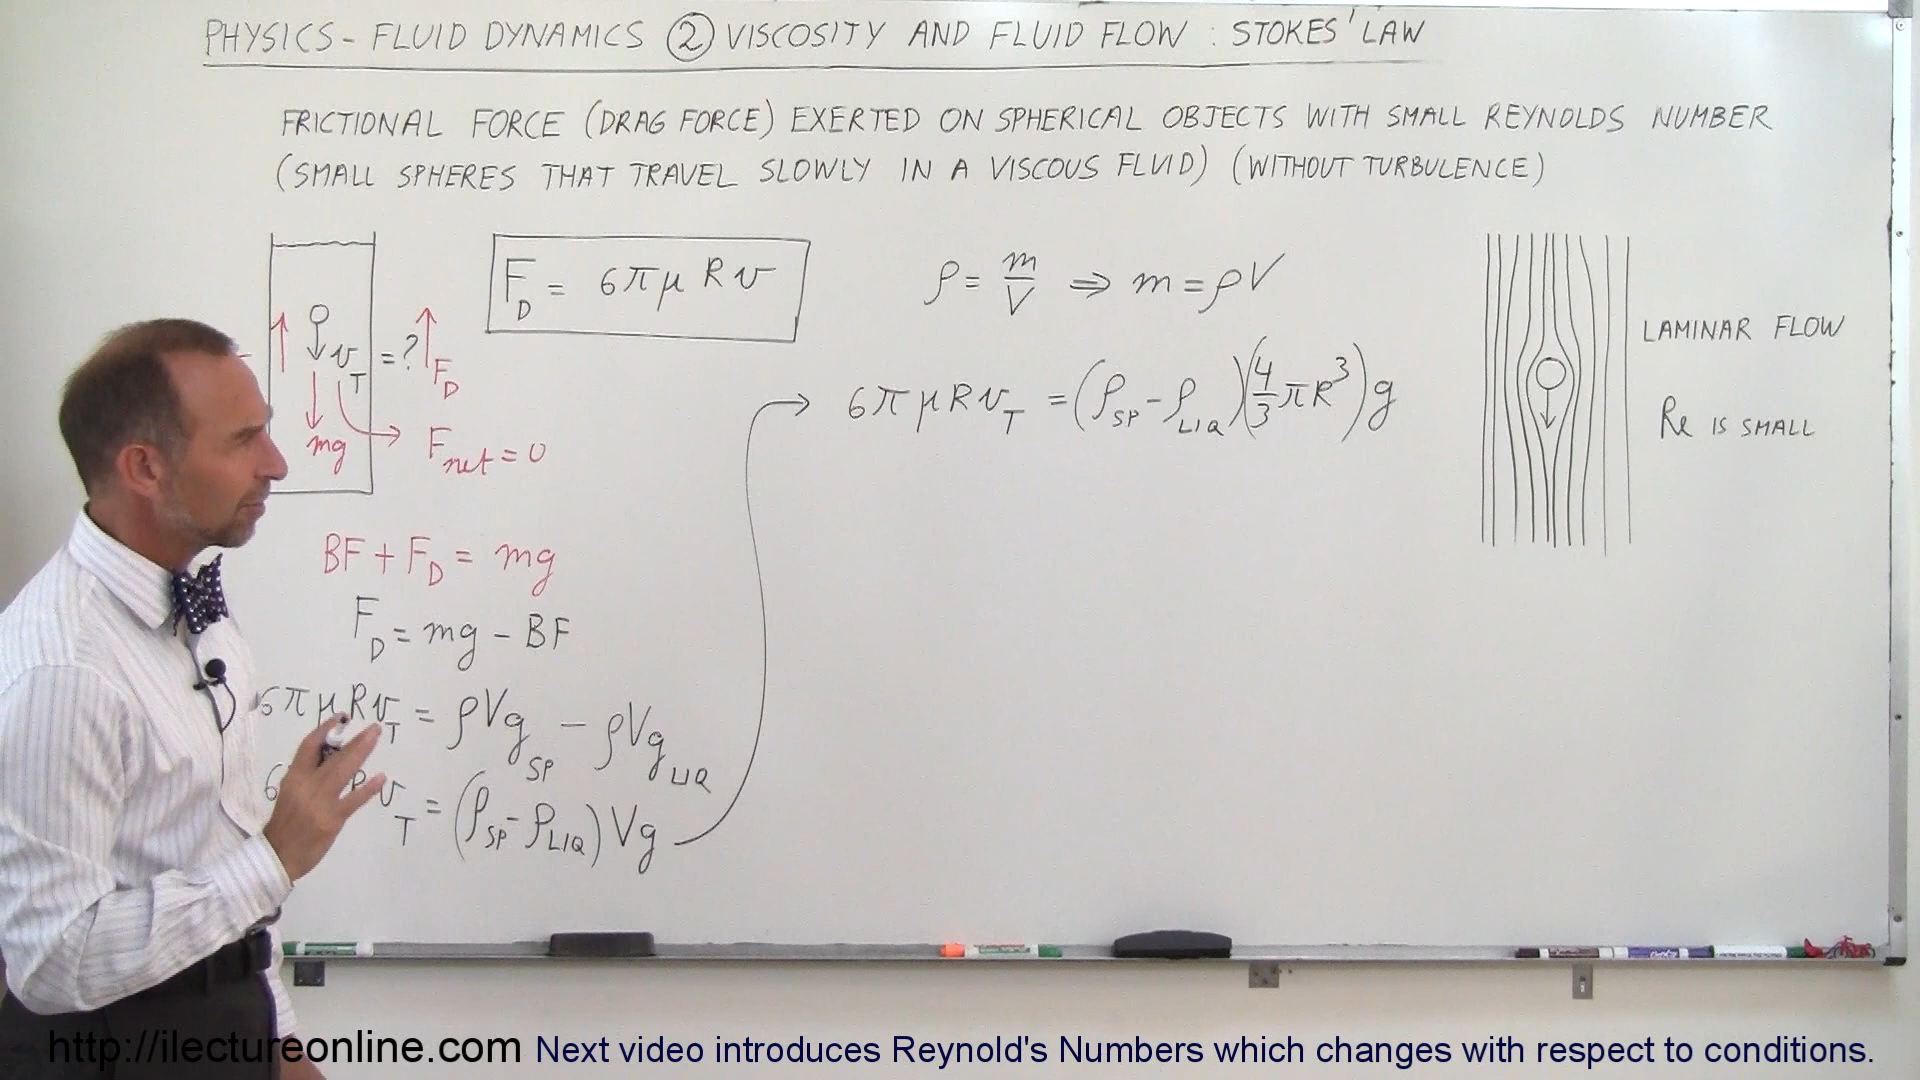 PHYSICS - FLUID DYNAMICS ② VISCOSITY AND FLUID FLOW : STOKES' LAW
FRICTIONAL FORCE (DRAG FORCE) EXERTED ON SPHERICAL OBJECTS WITH SMALL REYNOLDS NUMBER
(SMALL SPHERES THAT TRAVEL SLOWLY IN A VISCOUS FLUID) (WITHOUT TURBULENCE)
v_T = ?
F_D
mg
F_net = 0
F_D = 6πμRv
BF + F_D = mg
F_D = mg - BF
6πμRv_T = ρVg_SP - ρVg_LIQ
v_T = (ρ_SP - ρ_LIQ) Vg
ρ = m/V ⇒ m = ρV
6πμRv_T = (ρ_SP - ρ_LIQ)(4/3 πR³)g
LAMINAR FLOW
Re IS SMALL
http://ilectureonline.com Next video introduces Reynold's Numbers which changes with respect to conditions.